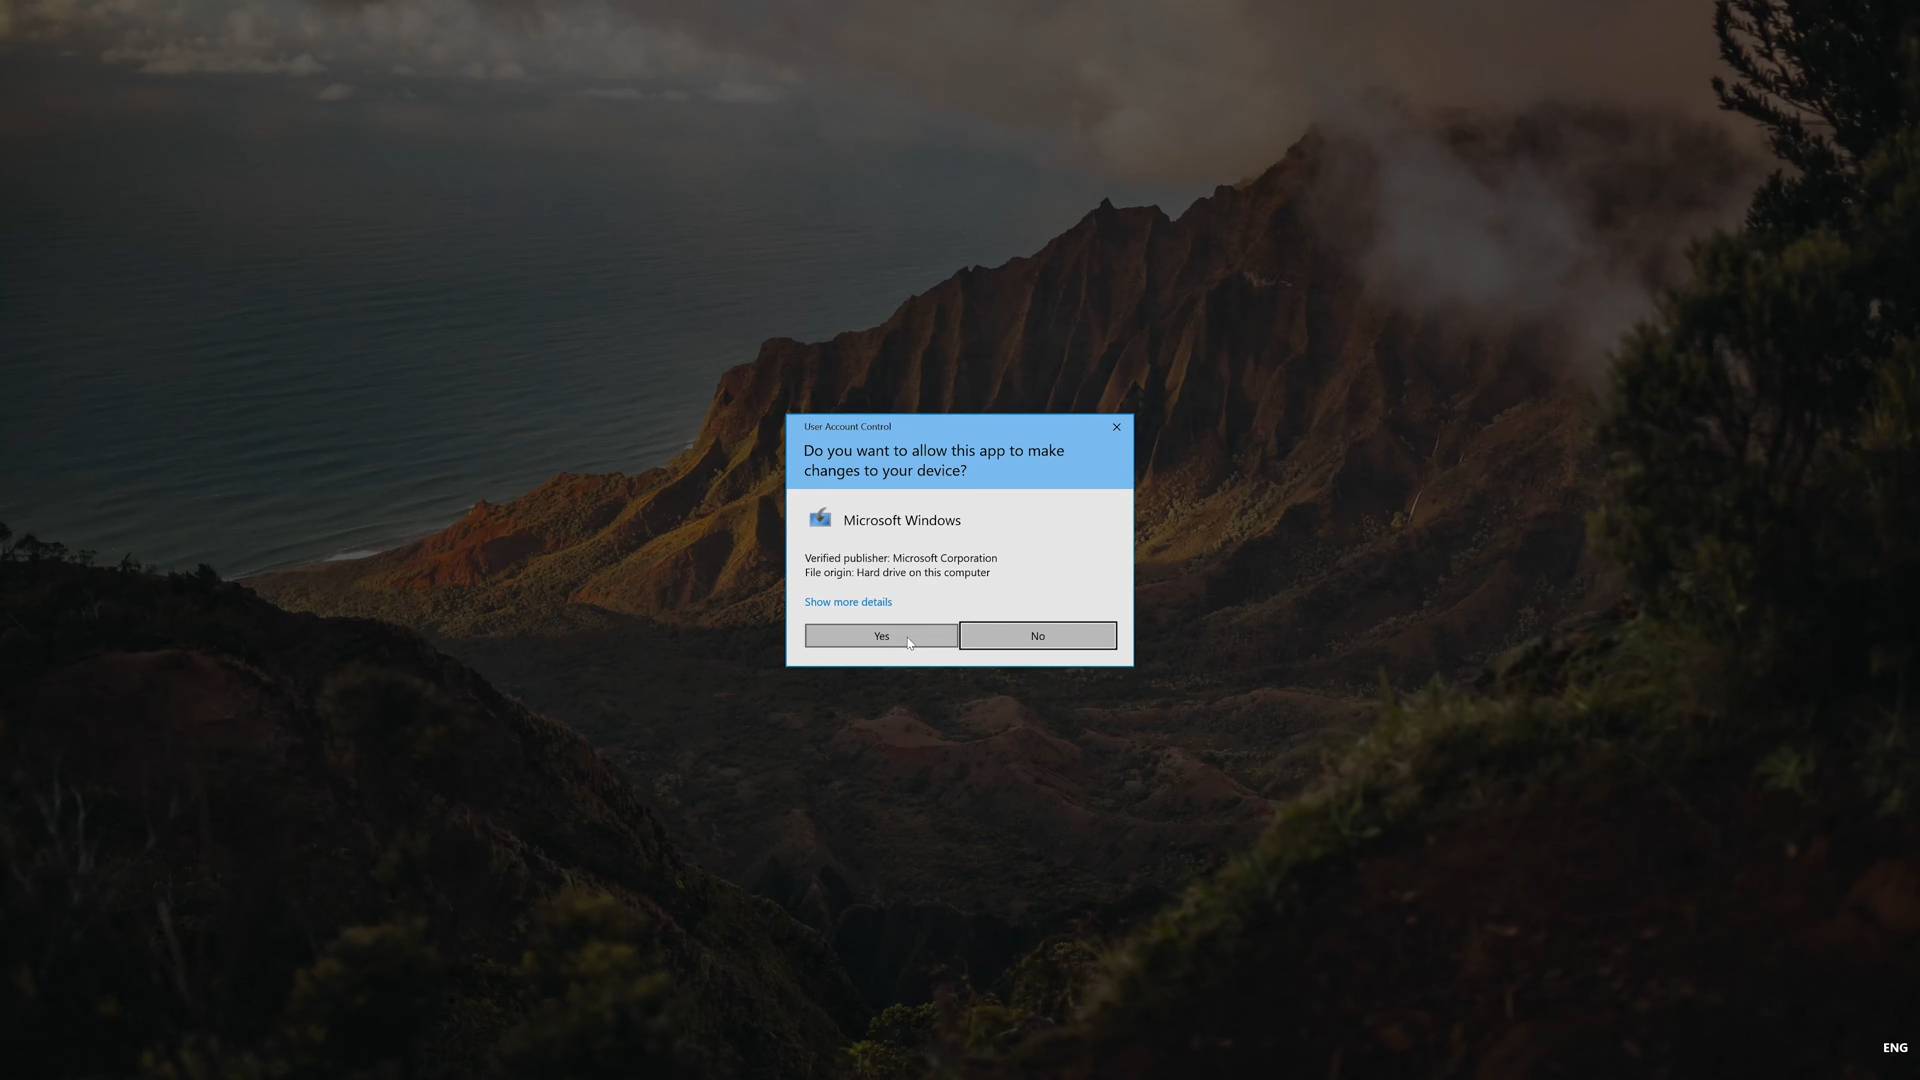 User Account Control
Do you want to allow this app to make
changes to your device?
Microsoft Windows
Verified publisher: Microsoft Corporation
File origin: Hard drive on this computer
Show more details
Yes
No
ENG